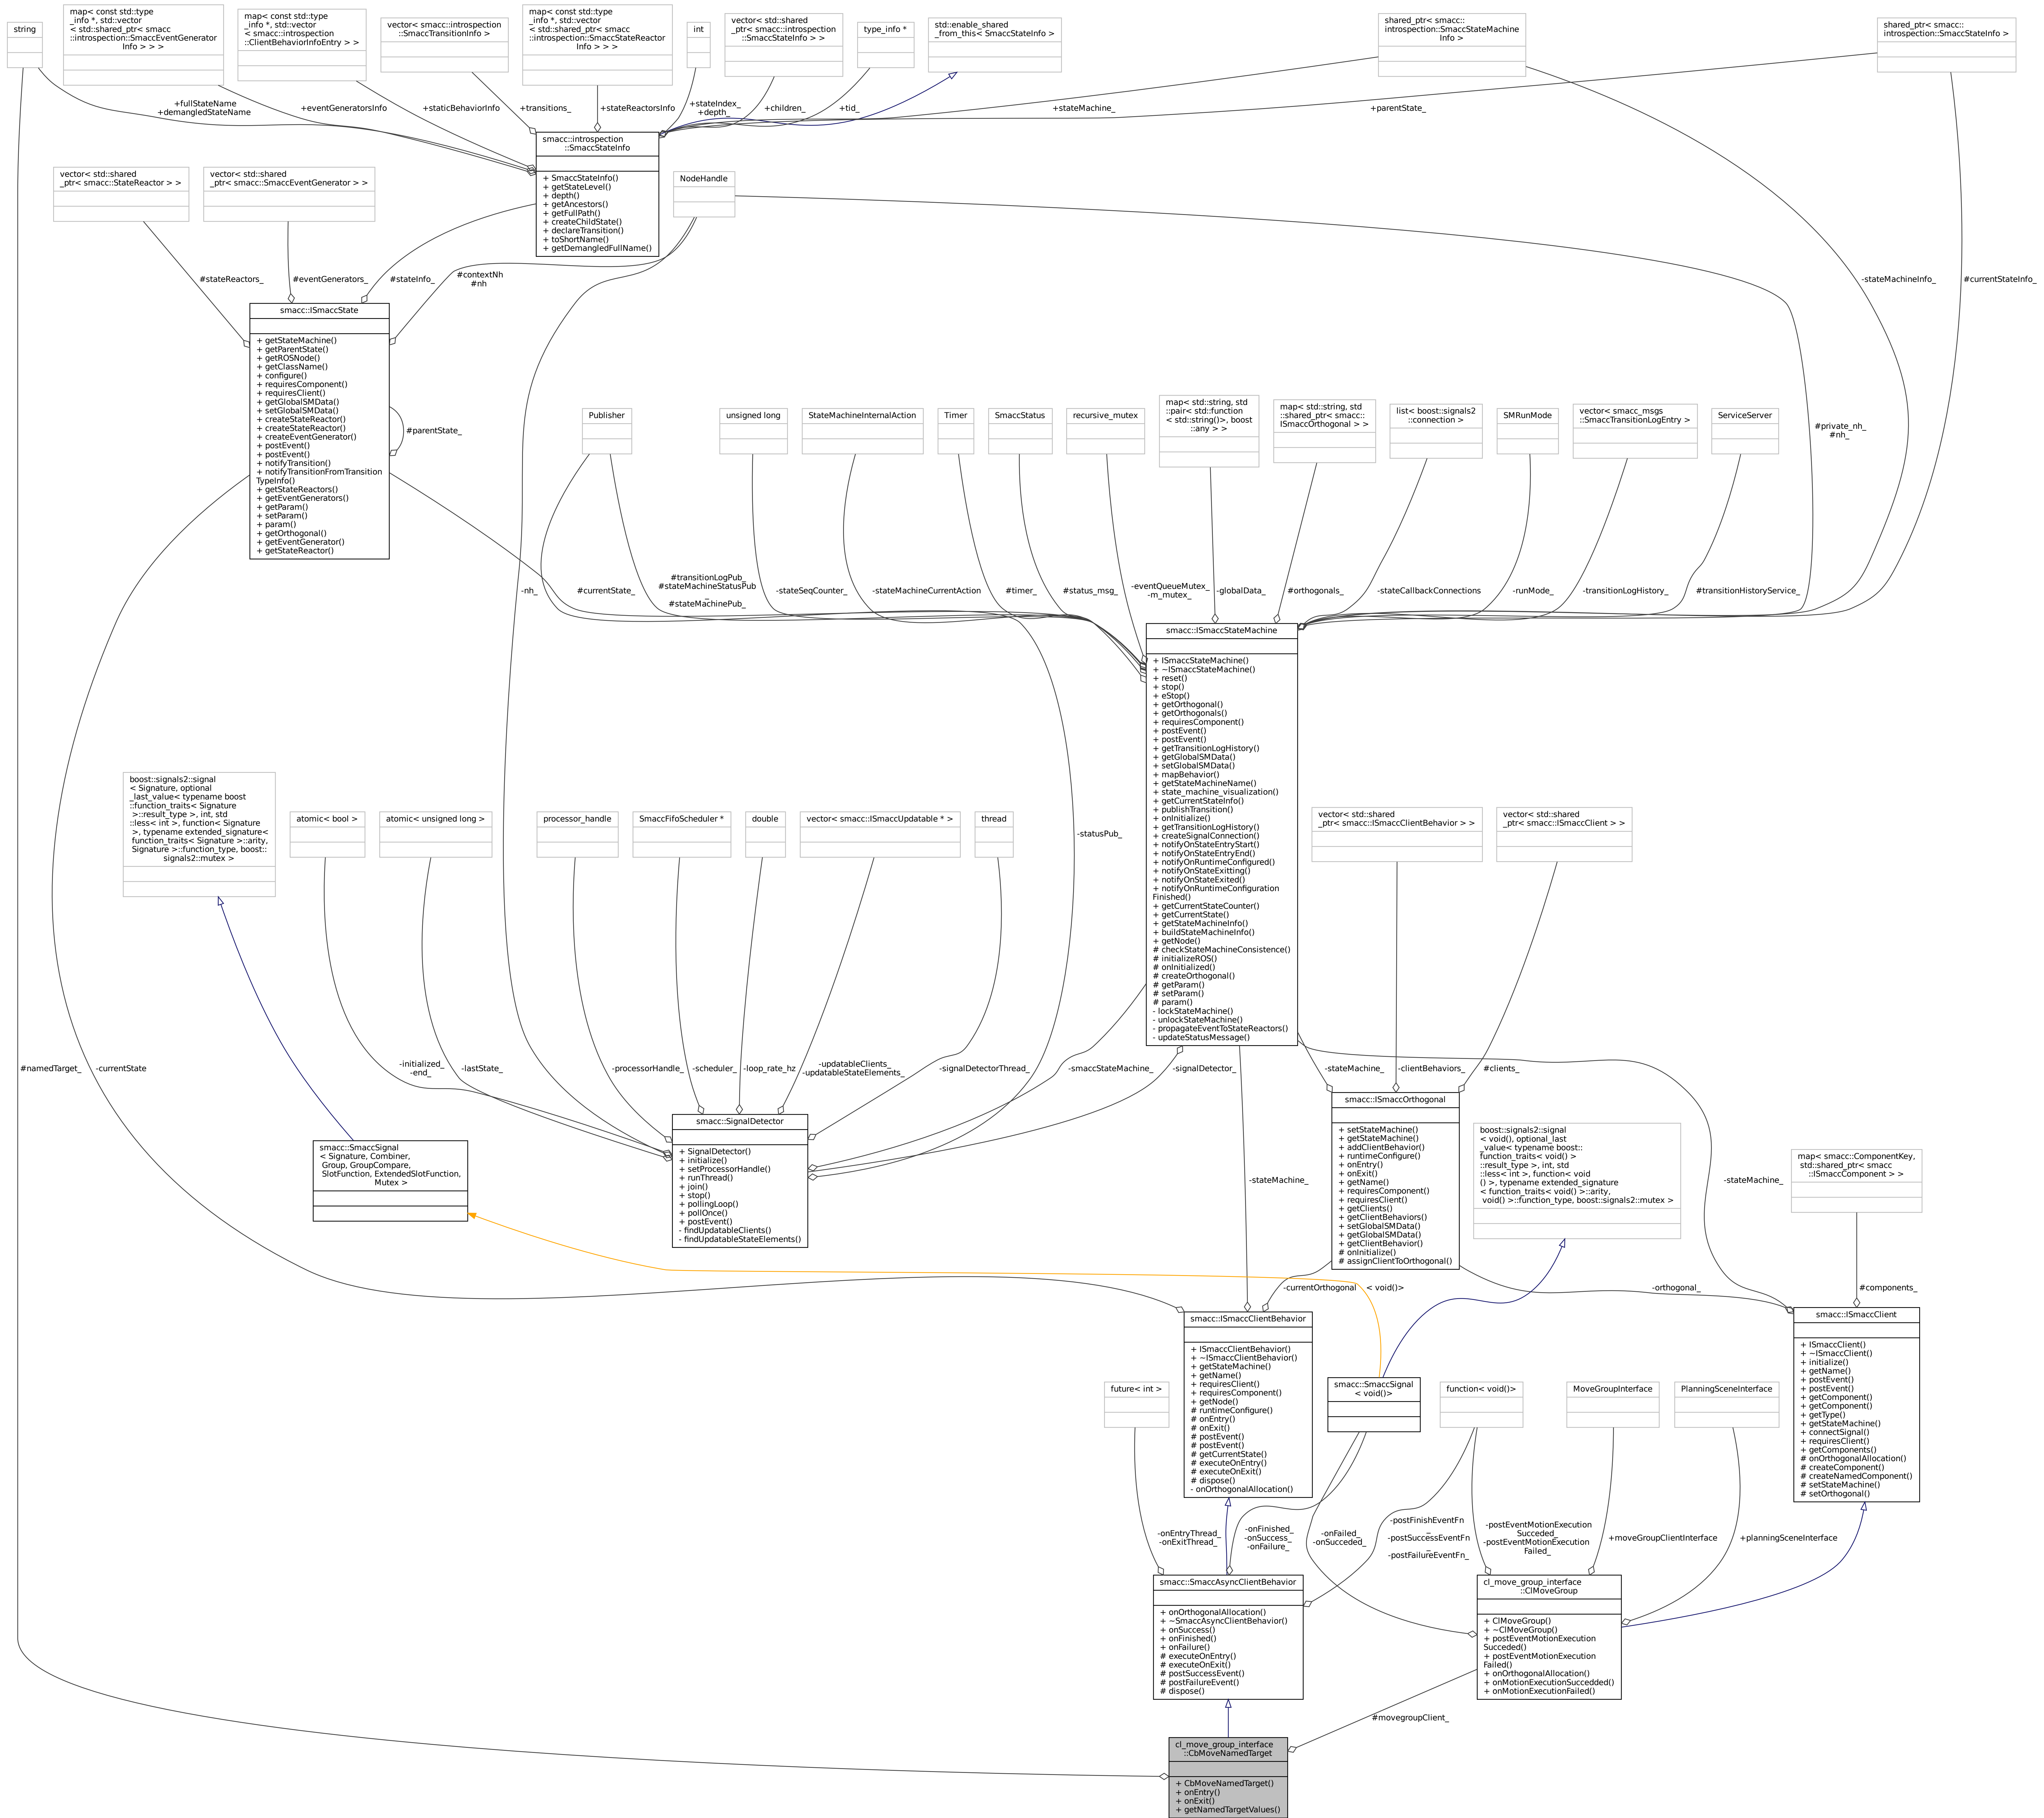 string
map< const std::type
_info *, std::vector
< std::shared_ptr< smacc
::introspection::SmaccEventGenerator
Info > > >
map< const std::type
_info *, std::vector
< smacc::introspection
::ClientBehaviorInfoEntry > >
vector< smacc::introspection
::SmaccTransitionInfo >
map< const std::type
_info *, std::vector
< std::shared_ptr< smacc
::introspection::SmaccStateReactor
Info > > >
int
vector< std::shared
_ptr< smacc::introspection
::SmaccStateInfo > >
type_info *
std::enable_shared
_from_this< SmaccStateInfo >
shared_ptr< smacc::
introspection::SmaccStateMachine
Info >
shared_ptr< smacc::
introspection::SmaccStateInfo >
+fullStateName
+demangledStateName
+eventGeneratorsInfo
+staticBehaviorInfo
+transitions_
+stateReactorsInfo
+stateIndex_
+depth_
+children_
+tid_
+stateMachine_
+parentState_
smacc::introspection
::SmaccStateInfo
+ SmaccStateInfo()
+ getStateLevel()
+ depth()
+ getAncestors()
+ getFullPath()
+ createChildState()
+ declareTransition()
+ toShortName()
+ getDemangledFullName()
vector< std::shared
_ptr< smacc::StateReactor > >
vector< std::shared
_ptr< smacc::SmaccEventGenerator > >
NodeHandle
#stateReactors_
#eventGenerators_
#stateInfo_
#contextNh
#nh
-stateMachineInfo_
#currentStateInfo_
smacc::ISmaccState
+ getStateMachine()
+ getParentState()
+ getROSNode()
+ getClassName()
+ configure()
+ requiresComponent()
+ requiresClient()
+ getGlobalSMData()
+ setGlobalSMData()
+ createStateReactor()
+ createStateReactor()
+ createEventGenerator()
+ postEvent()
+ postEvent()
+ notifyTransition()
+ notifyTransitionFromTransition
TypeInfo()
+ getStateReactors()
+ getEventGenerators()
+ getParam()
+ setParam()
+ param()
+ getOrthogonal()
+ getEventGenerator()
+ getStateReactor()
#parentState_
Publisher
unsigned long
StateMachineInternalAction
Timer
SmaccStatus
recursive_mutex
map< std::string, std
::pair< std::function
< std::string()>, boost
::any > >
map< std::string, std
::shared_ptr< smacc::
ISmaccOrthogonal > >
list< boost::signals2
::connection >
SMRunMode
vector< smacc_msgs
::SmaccTransitionLogEntry >
ServiceServer
#private_nh_
#nh_
-nh_
#currentState_
#transitionLogPub_
#stateMachineStatusPub
_
#stateMachinePub_
-stateSeqCounter_
-stateMachineCurrentAction
#timer_
#status_msg_
-eventQueueMutex_
-m_mutex_
-globalData_
#orthogonals_
-stateCallbackConnections
-runMode_
-transitionLogHistory_
#transitionHistoryService_
smacc::ISmaccStateMachine
+ ISmaccStateMachine()
+ ~ISmaccStateMachine()
+ reset()
+ stop()
+ eStop()
+ getOrthogonal()
+ getOrthogonals()
+ requiresComponent()
+ postEvent()
+ postEvent()
+ getTransitionLogHistory()
+ getGlobalSMData()
+ setGlobalSMData()
+ mapBehavior()
+ getStateMachineName()
+ state_machine_visualization()
+ getCurrentStateInfo()
+ publishTransition()
+ onInitialize()
+ getTransitionLogHistory()
+ createSignalConnection()
+ notifyOnStateEntryStart()
+ notifyOnStateEntryEnd()
+ notifyOnRuntimeConfigured()
+ notifyOnStateExitting()
+ notifyOnStateExited()
+ notifyOnRuntimeConfiguration
Finished()
+ getCurrentStateCounter()
+ getCurrentState()
+ getStateMachineInfo()
+ buildStateMachineInfo()
+ getNode()
# checkStateMachineConsistence()
# initializeROS()
# onInitialized()
# createOrthogonal()
# getParam()
# setParam()
# param()
- lockStateMachine()
- unlockStateMachine()
- propagateEventToStateReactors()
- updateStatusMessage()
boost::signals2::signal
< Signature, optional
_last_value< typename boost
::function_traits< Signature
>::result_type >, int, std
::less< int >, function< Signature
>, typename extended_signature<
function_traits< Signature >::arity,
Signature >::function_type, boost::
signals2::mutex >
atomic< bool >
atomic< unsigned long >
processor_handle
SmaccFifoScheduler *
double
vector< smacc::ISmaccUpdatable * >
thread
-statusPub_
vector< std::shared
_ptr< smacc::ISmaccClientBehavior > >
vector< std::shared
_ptr< smacc::ISmaccClient > >
#namedTarget_
-currentState
-initialized_
-end_
-lastState_
-processorHandle_
-scheduler_
-loop_rate_hz
-updatableClients_
-updatableStateElements_
-signalDetectorThread_
-smaccStateMachine_
-signalDetector_
-stateMachine_
-clientBehaviors_
#clients_
smacc::SmaccSignal
< Signature, Combiner,
Group, GroupCompare,
SlotFunction, ExtendedSlotFunction,
Mutex >
smacc::SignalDetector
+ SignalDetector()
+ initialize()
+ setProcessorHandle()
+ runThread()
+ join()
+ stop()
+ pollingLoop()
+ pollOnce()
+ postEvent()
- findUpdatableClients()
- findUpdatableStateElements()
-stateMachine_
smacc::ISmaccOrthogonal
+ setStateMachine()
+ getStateMachine()
+ addClientBehavior()
+ runtimeConfigure()
+ onEntry()
+ onExit()
+ getName()
+ requiresComponent()
+ requiresClient()
+ getClients()
+ getClientBehaviors()
+ setGlobalSMData()
+ getGlobalSMData()
+ getClientBehavior()
# onInitialize()
# assignClientToOrthogonal()
boost::signals2::signal
< void(), optional_last
_value< typename boost::
function_traits< void() >
::result_type >, int, std
::less< int >, function< void
() >, typename extended_signature
< function_traits< void() >::arity,
void() >::function_type, boost::signals2::mutex >
-stateMachine_
map< smacc::ComponentKey,
std::shared_ptr< smacc
::ISmaccComponent > >
-currentOrthogonal
< void()>
-orthogonal_
#components_
smacc::ISmaccClientBehavior
+ ISmaccClientBehavior()
+ ~ISmaccClientBehavior()
+ getStateMachine()
+ getName()
+ requiresClient()
+ requiresComponent()
+ getNode()
# runtimeConfigure()
# onEntry()
# onExit()
# postEvent()
# postEvent()
# getCurrentState()
# executeOnEntry()
# executeOnExit()
# dispose()
- onOrthogonalAllocation()
smacc::ISmaccClient
+ ISmaccClient()
+ ~ISmaccClient()
+ initialize()
+ getName()
+ postEvent()
+ postEvent()
+ getComponent()
+ getComponent()
+ getType()
+ getStateMachine()
+ connectSignal()
+ requiresClient()
+ getComponents()
# onOrthogonalAllocation()
# createComponent()
# createNamedComponent()
# setStateMachine()
# setOrthogonal()
future< int >
smacc::SmaccSignal
< void()>
function< void()>
MoveGroupInterface
PlanningSceneInterface
-onEntryThread_
-onExitThread_
-onFinished_
-onSuccess_
-onFailure_
-onFailed_
-onSucceded_
-postFinishEventFn
_
-postSuccessEventFn
_
-postFailureEventFn_
-postEventMotionExecution
Succeded_
-postEventMotionExecution
Failed_
+moveGroupClientInterface
+planningSceneInterface
smacc::SmaccAsyncClientBehavior
+ onOrthogonalAllocation()
+ ~SmaccAsyncClientBehavior()
+ onSuccess()
+ onFinished()
+ onFailure()
# executeOnEntry()
# executeOnExit()
# postSuccessEvent()
# postFailureEvent()
# dispose()
cl_move_group_interface
::ClMoveGroup
+ ClMoveGroup()
+ ~ClMoveGroup()
+ postEventMotionExecution
Succeded()
+ postEventMotionExecution
Failed()
+ onOrthogonalAllocation()
+ onMotionExecutionSuccedded()
+ onMotionExecutionFailed()
#movegroupClient_
cl_move_group_interface
::CbMoveNamedTarget
+ CbMoveNamedTarget()
+ onEntry()
+ onExit()
+ getNamedTargetValues()